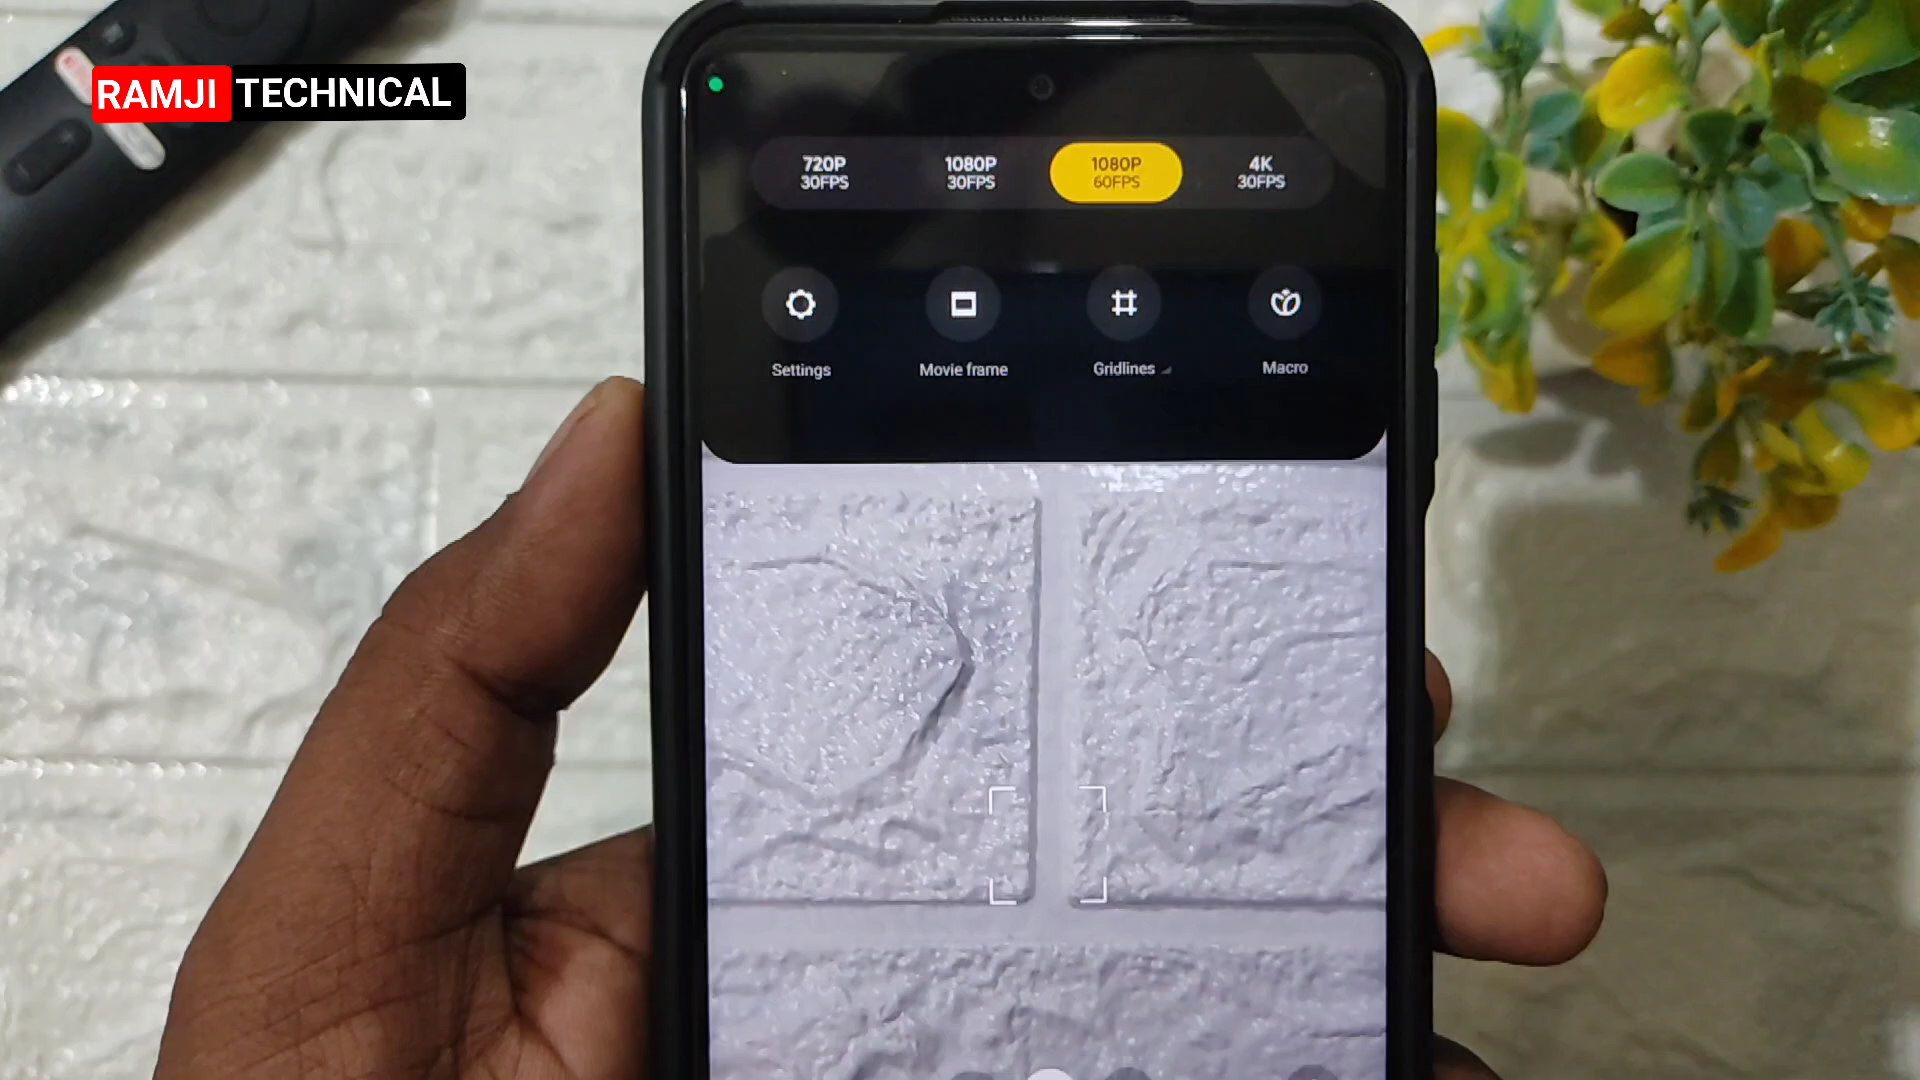 RAMJI TECHNICAL
720P 1080P 1080P 4K
30FPS 30FPS 60FPS 30FPS
Settings Movie frame Gridlines Macro